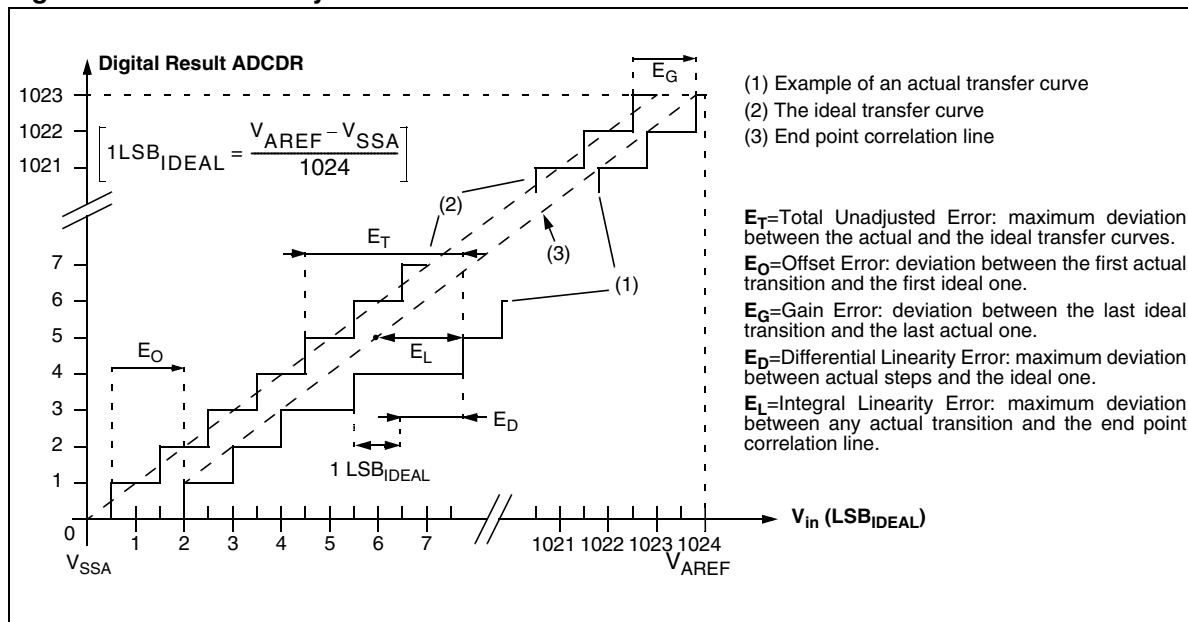 Digital Result ADCDR
1023
1022
1021
[1LSB_IDEAL = (V_AREF – V_SSA) / 1024]
E_G
(2)
E_T
(3)
(1)
7
6
5
4
3
2
1
0
E_O
E_L
E_D
1 LSB_IDEAL
1 2 3 4 5 6 7 1021 1022 1023 1024
V_in (LSB_IDEAL)
V_SSA
V_AREF
(1) Example of an actual transfer curve
(2) The ideal transfer curve
(3) End point correlation line
E_T=Total Unadjusted Error: maximum deviation
between the actual and the ideal transfer curves.
E_O=Offset Error: deviation between the first actual
transition and the first ideal one.
E_G=Gain Error: deviation between the last ideal
transition and the last actual one.
E_D=Differential Linearity Error: maximum deviation
between actual steps and the ideal one.
E_L=Integral Linearity Error: maximum deviation
between any actual transition and the end point
correlation line.